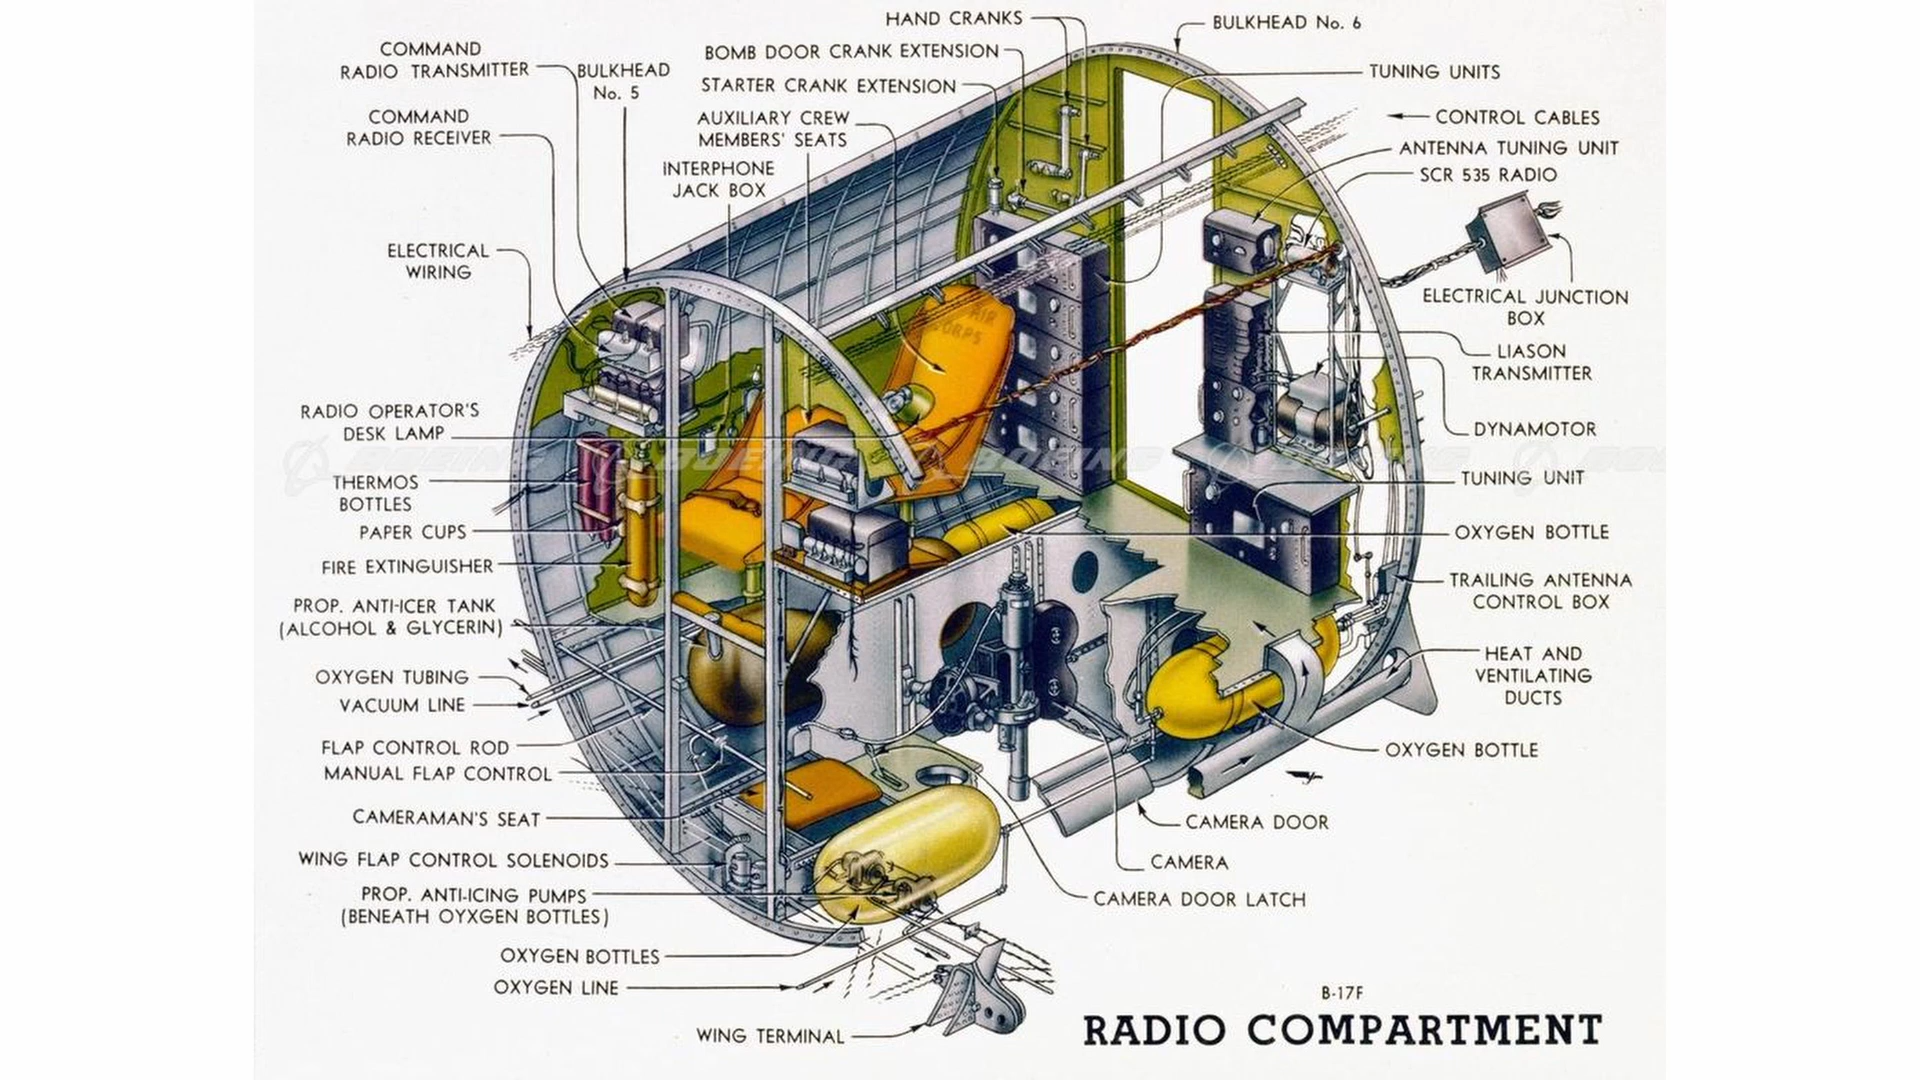 HAND CRANKS
BULKHEAD No. 6
COMMAND
RADIO TRANSMITTER
BULKHEAD
No. 5
BOMB DOOR CRANK EXTENSION
STARTER CRANK EXTENSION
TUNING UNITS
COMMAND
RADIO RECEIVER
AUXILIARY CREW
MEMBERS' SEATS
CONTROL CABLES
ANTENNA TUNING UNIT
INTERPHONE
JACK BOX
SCR 535 RADIO
ELECTRICAL
WIRING
ELECTRICAL JUNCTION
BOX
AIR
CORPS
LIASON
TRANSMITTER
RADIO OPERATOR'S
DESK LAMP
DYNAMOTOR
BOEING
BOEING
BOEING
BOEING
THERMOS
BOTTLES
TUNING UNIT
PAPER CUPS
OXYGEN BOTTLE
FIRE EXTINGUISHER
TRAILING ANTENNA
CONTROL BOX
PROP. ANTI-ICER TANK
(ALCOHOL & GLYCERIN)
OXYGEN TUBING
HEAT AND
VENTILATING
DUCTS
VACUUM LINE
FLAP CONTROL ROD
OXYGEN BOTTLE
MANUAL FLAP CONTROL
CAMERAMAN'S SEAT
CAMERA DOOR
WING FLAP CONTROL SOLENOIDS
CAMERA
PROP. ANTI-ICING PUMPS
(BENEATH OYXGEN BOTTLES)
CAMERA DOOR LATCH
OXYGEN BOTTLES
OXYGEN LINE
WING TERMINAL
B-17F
RADIO COMPARTMENT